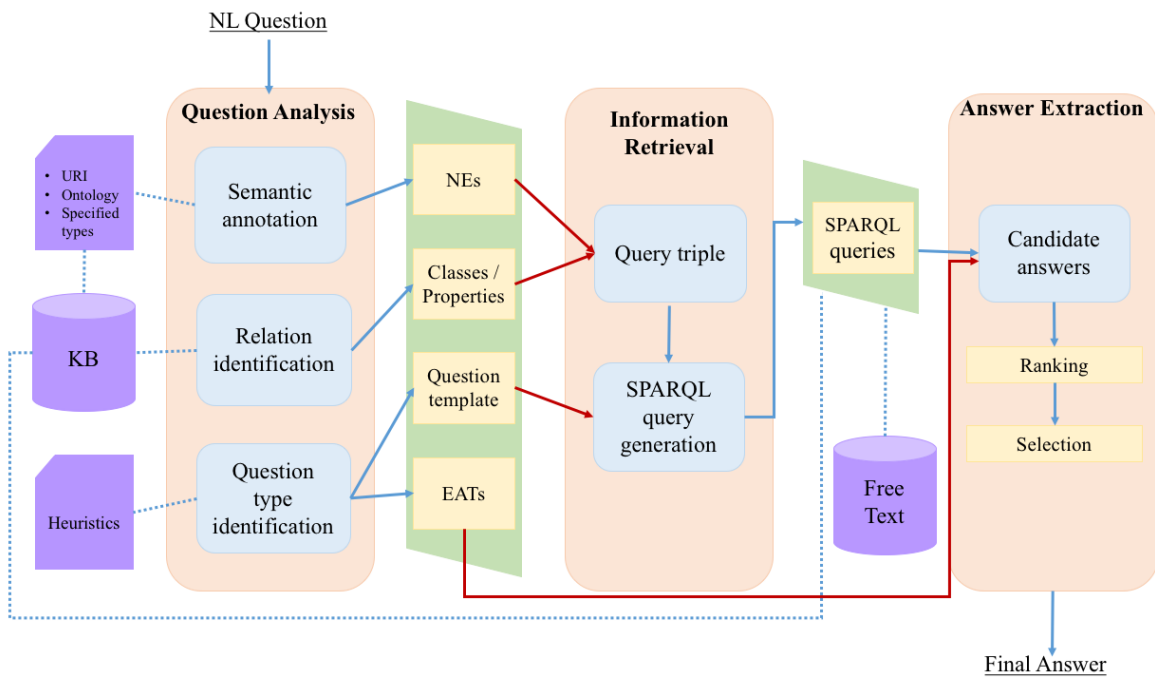 NL Question
Question Analysis
• URI
• Ontology
• Specified
types
KB
Heuristics
Semantic
annotation
Relation
identification
Question
type
identification
NEs
Classes /
Properties
Question
template
EATs
Information
Retrieval
Query triple
SPARQL
query
generation
SPARQL
queries
Free
Text
Answer Extraction
Candidate
answers
Ranking
Selection
Final Answer